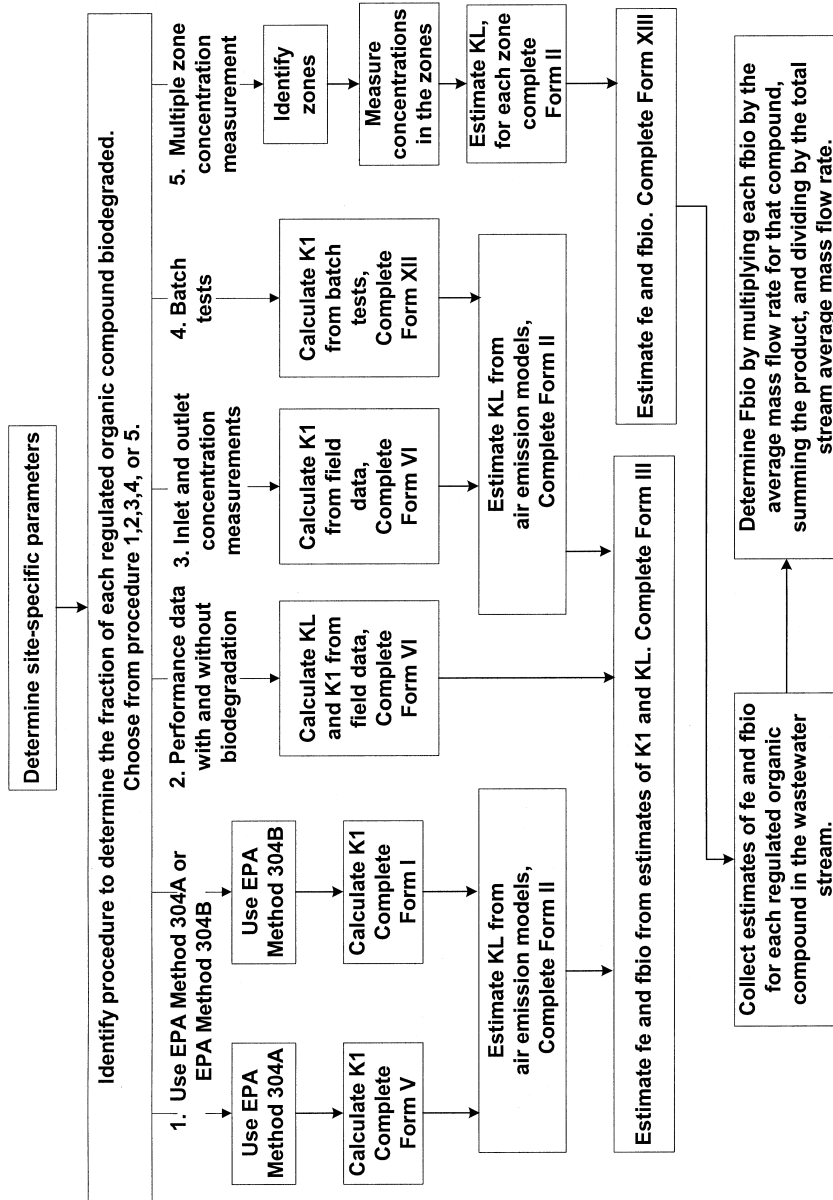 Determine site-specific parameters
Identify procedure to determine the fraction of each regulated organic compound biodegraded.
Choose from procedure 1,2,3,4, or 5.
1. Use EPA Method 304A or
EPA Method 304B
Use EPA
Method 304A
Calculate K1
Complete
Form V
Use EPA
Method 304B
Calculate K1
Complete
Form I
Estimate KL from
air emission models,
Complete Form II
2. Performance data
with and without
biodegradation
Calculate KL
and K1 from
field data,
Complete
Form VI
3. Inlet and outlet
concentration
measurements
Calculate K1
from field
data,
Complete
Form VI
4. Batch
tests
Calculate K1
from batch
tests,
Complete
Form XII
Estimate KL from
air emission models,
Complete Form II
5. Multiple zone
concentration
measurement
Identify
zones
Measure
concentrations
in the zones
Estimate KL,
for each zone
complete
Form II
Estimate fe and fbio from estimates of K1 and KL. Complete Form III
Estimate fe and fbio. Complete Form XIII
Collect estimates of fe and fbio
for each regulated organic
compound in the wastewater
stream.
Determine Fbio by multiplying each fbio by the
average mass flow rate for that compound,
summing the product, and dividing by the total
stream average mass flow rate.